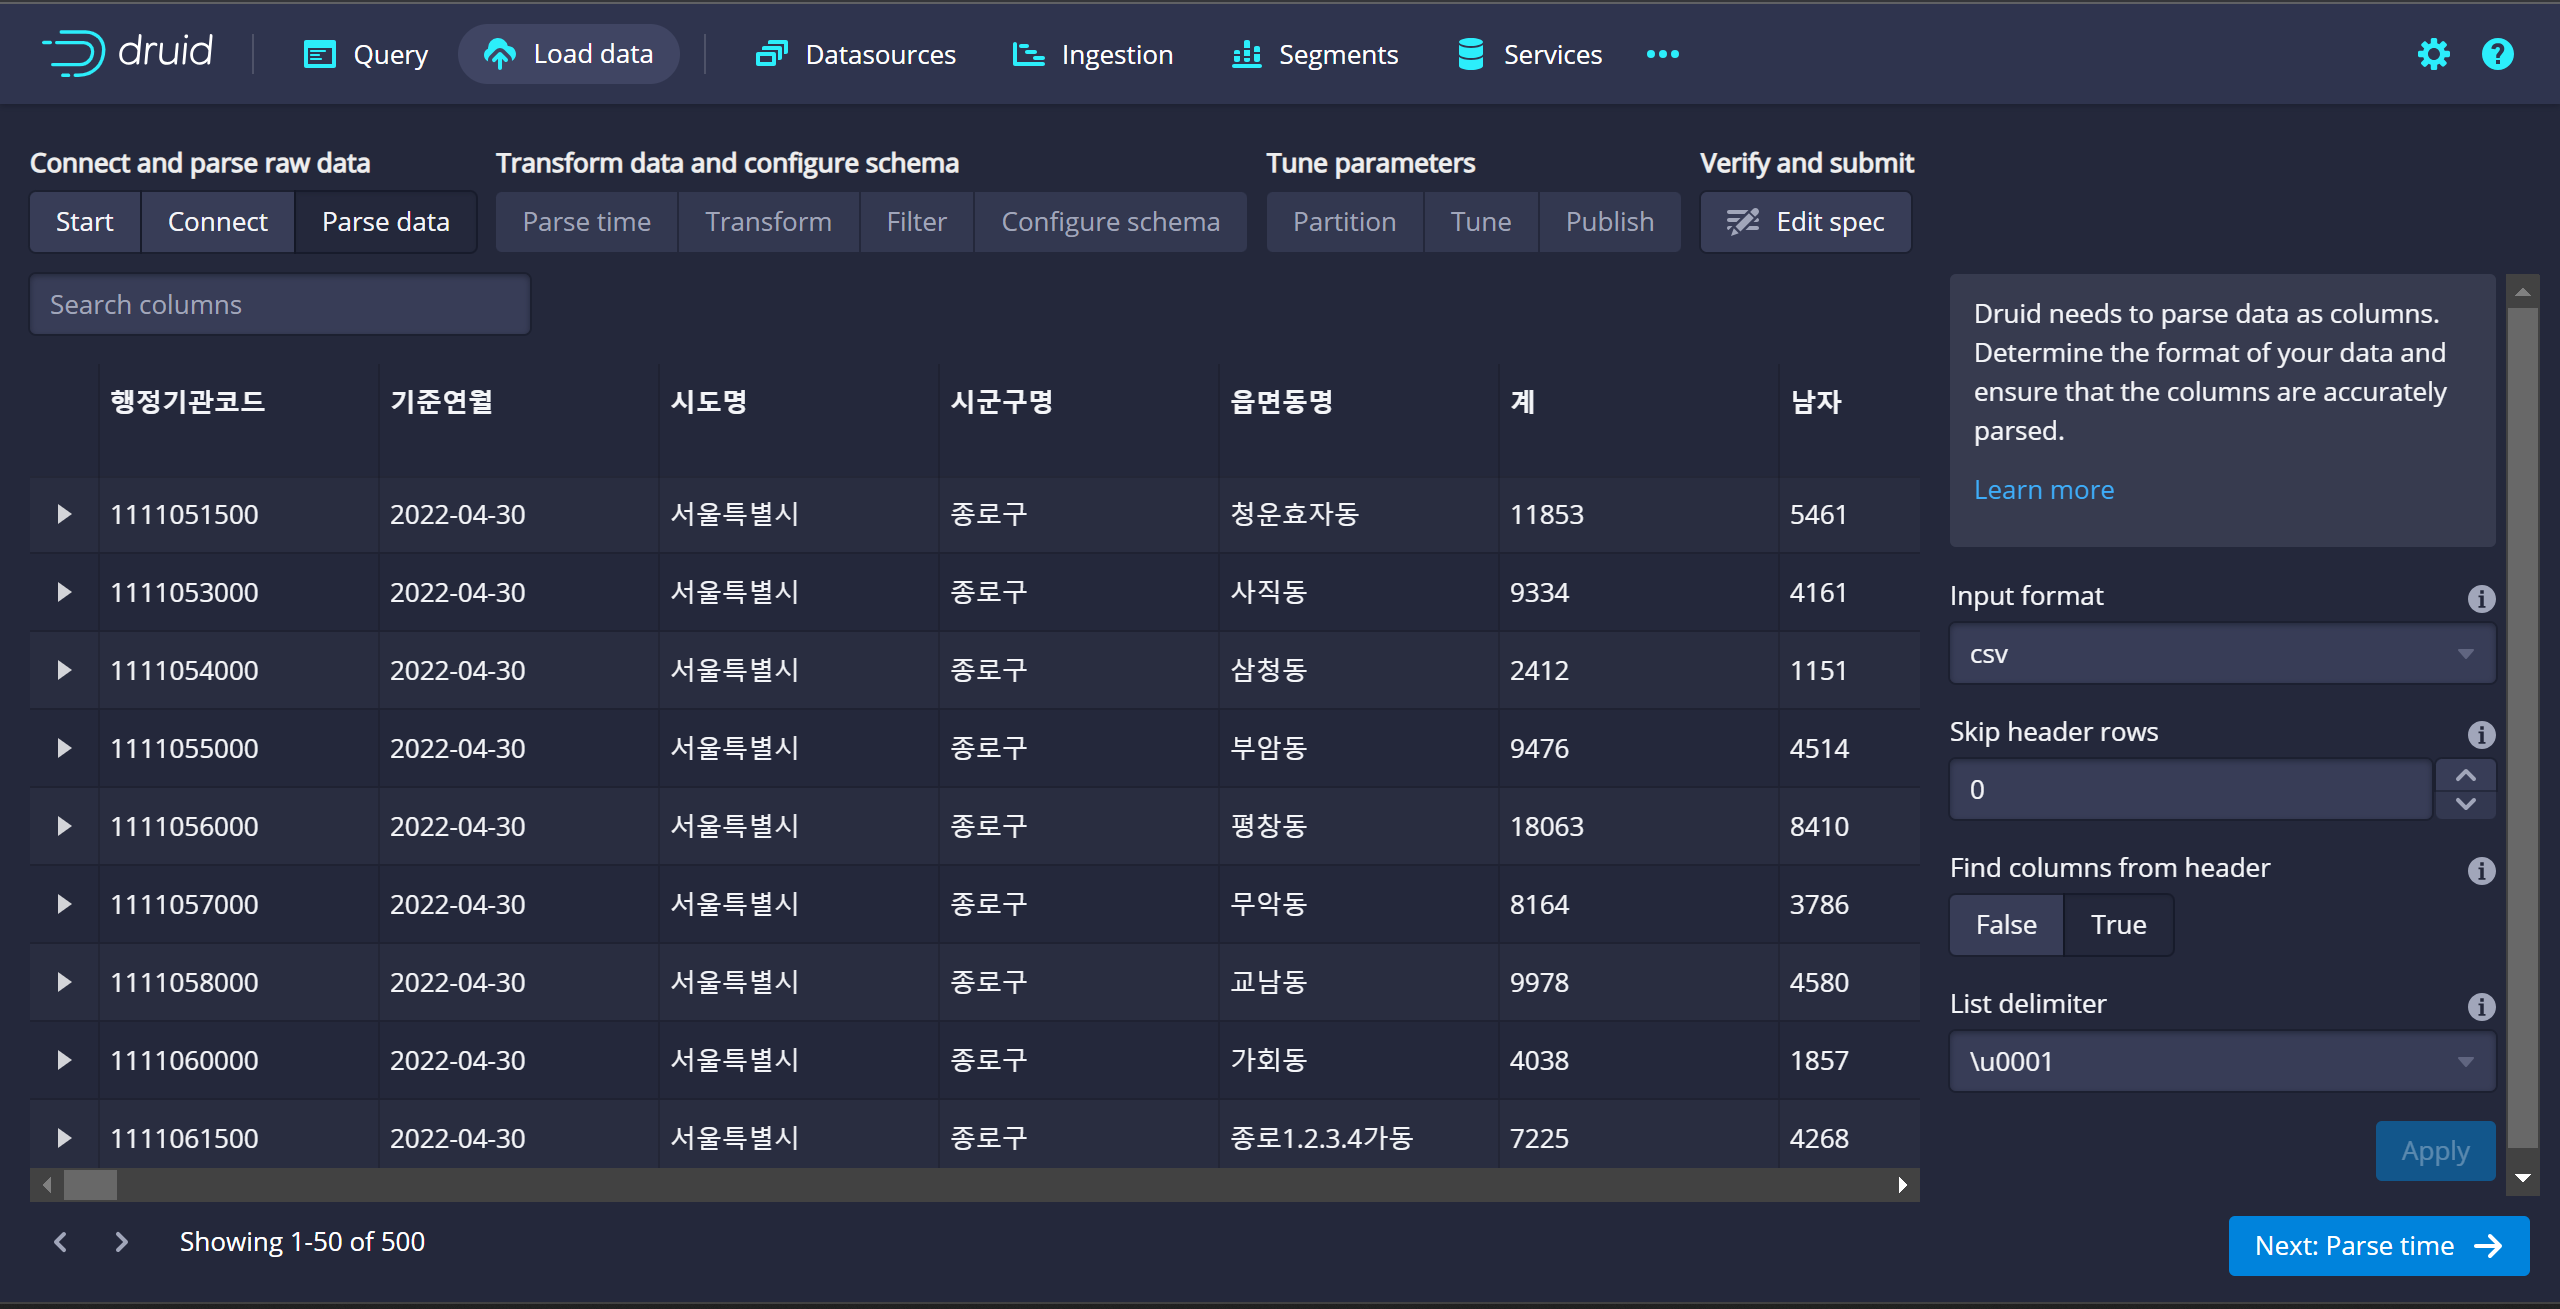 druid Query Load data Datasources Ingestion Segments Services
Connect and parse raw data Transform data and configure schema Tune parameters Verify and submit
Start Connect Parse data Parse time Transform Filter Configure schema Partition Tune Publish Edit spec
Search columns
행정기관코드 기준연월 시도명 시군구명 읍면동명 계 남자
1111051500 2022-04-30 서울특별시 종로구 청운효자동 11853 5461
1111053000 2022-04-30 서울특별시 종로구 사직동 9334 4161
1111054000 2022-04-30 서울특별시 종로구 삼청동 2412 1151
1111055000 2022-04-30 서울특별시 종로구 부암동 9476 4514
1111056000 2022-04-30 서울특별시 종로구 평창동 18063 8410
1111057000 2022-04-30 서울특별시 종로구 무악동 8164 3786
1111058000 2022-04-30 서울특별시 종로구 교남동 9978 4580
1111060000 2022-04-30 서울특별시 종로구 가회동 4038 1857
1111061500 2022-04-30 서울특별시 종로구 종로1.2.3.4가동 7225 4268
Showing 1-50 of 500
Druid needs to parse data as columns.
Determine the format of your data and
ensure that the columns are accurately
parsed.
Learn more
Input format
csv
Skip header rows
0
Find columns from header
False True
List delimiter
\u0001
Apply
Next: Parse time